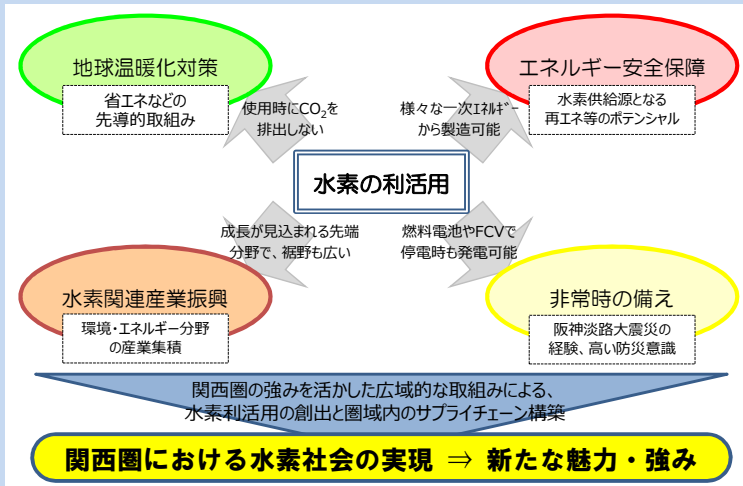 地球温暖化対策
省エネなどの
先導的取組み
使用時にCO₂を
排出しない
様々な一次ｴﾈﾙｷﾞｰ
から製造可能
エネルギー安全保障
水素供給源となる
再エネ等のポテンシャル
水素の利活用
成長が見込まれる先端
分野で、裾野も広い
燃料電池やFCVで
停電時も発電可能
水素関連産業振興
環境・エネルギー分野
の産業集積
非常時の備え
阪神淡路大震災の
経験、高い防災意識
関西圏の強みを活かした広域的な取組みによる、
水素利活用の創出と圏域内のサプライチェーン構築
関西圏における水素社会の実現 ⇒ 新たな魅力・強み